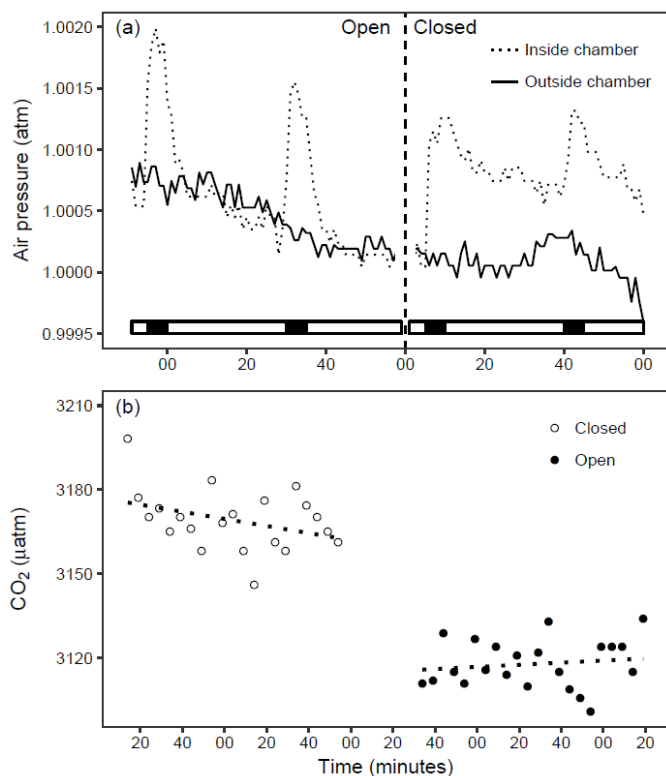 (a)
Open
Closed
Inside chamber
Outside chamber
Air pressure (atm)
1.0020
1.0015
1.0010
1.0005
1.0000
0.9995
00 20 40 00 20 40 00
(b)
Closed
Open
CO2 (µatm)
3210
3180
3150
3120
20 40 00 20 40 00 20 40 00 20 40 00 20
Time (minutes)